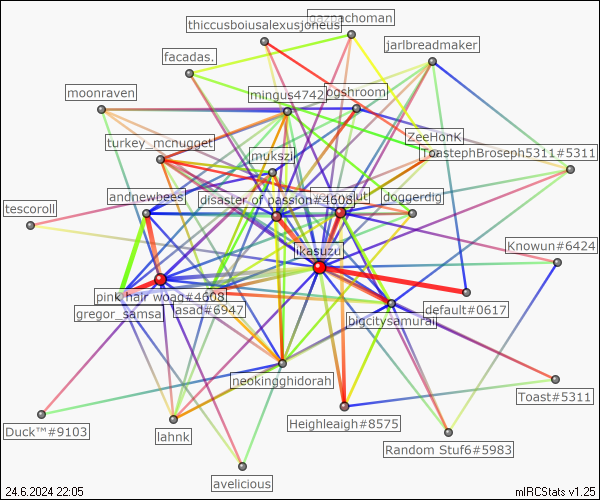 thiccusboiusalexusjoneus
gazpachoman
jarlbreadmaker
facadas.
moonraven
mingus4742
ogshroom
ZeeHonK
turkey_mcnugget
mukszi
ToastephBroseph5311#5311
andnewbees
disaster of passion#4608
doggerdig
tescoroll
ikasuzu
Knowun#6424
pink hair woag#4608
gregor_samsa
asad#6947
default#0617
bigcitysamurai
neokingghidorah
Toast#5311
Duck™#9103
lahnk
Heighleaigh#8575
Random Stuf6#5983
avelicious
24.6.2024 22:05
mIRCStats v1.25